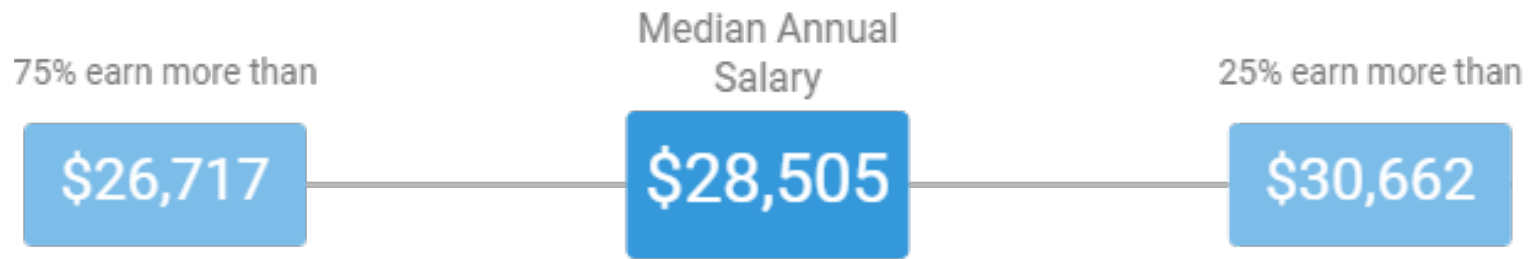 75% earn more than
$26,717
Median Annual
Salary
$28,505
25% earn more than
$30,662